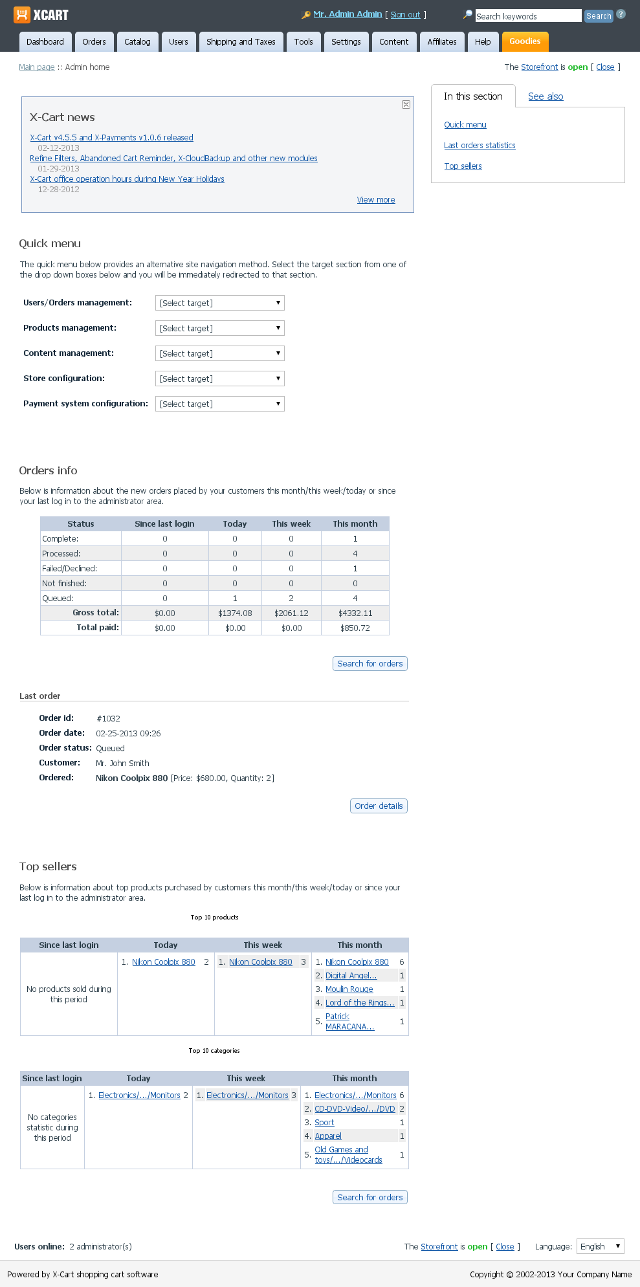 XCART
Mr. Admin Admin [ Sign out ]
Search keywords
Search
?
Dashboard Orders Catalog Users Shipping and Taxes Tools Settings Content Affiliates Help Goodies
Main page :: Admin home
The Storefront is open [ Close ]
In this section
See also
Quick menu
Last orders statistics
Top sellers
X-Cart news
X-Cart v4.5.5 and X-Payments v1.0.6 released
02-12-2013
Refine Filters, Abandoned Cart Reminder, X-CloudBackup and other new modules
01-29-2013
X-Cart office operation hours during New Year Holidays
12-28-2012
View more
Quick menu
The quick menu below provides an alternative site navigation method. Select the target section from one of
the drop down boxes below and you will be immediately redirected to that section.
Users/Orders management: [Select target]
Products management: [Select target]
Content management: [Select target]
Store configuration: [Select target]
Payment system configuration: [Select target]
Orders info
Below is information about the new orders placed by your customers this month/this week/today or since
your last log in to the administrator area.
Status Since last login Today This week This month
Complete: 0 0 0 1
Processed: 0 0 0 4
Failed/Declined: 0 0 0 1
Not finished: 0 0 0 0
Queued: 0 1 2 4
Gross total: $0.00 $1374.08 $2061.12 $4332.11
Total paid: $0.00 $0.00 $0.00 $850.72
Search for orders
Last order
Order id: #1032
Order date: 02-25-2013 09:26
Order status: Queued
Customer: Mr. John Smith
Ordered: Nikon Coolpix 880 [Price: $680.00, Quantity: 2]
Order details
Top sellers
Below is information about top products purchased by customers this month/this week/today or since your
last log in to the administrator area.
Top 10 products
Since last login Today This week This month
No products sold during
this period
1. Nikon Coolpix 880 2
1. Nikon Coolpix 880 3
1. Nikon Coolpix 880 6
2. Digital Angel... 1
3. Moulin Rouge 1
4. Lord of the Rings... 1
5. Patrick
MARACANA... 1
Top 10 categories
Since last login Today This week This month
No categories
statistic during
this period
1. Electronics/.../Monitors 2
1. Electronics/.../Monitors 3
1. Electronics/.../Monitors 6
2. CD-DVD-Video/.../DVD 2
3. Sport 1
4. Apparel 1
5. Old Games and
toys/.../Videocards 1
Search for orders
Users online: 2 administrator(s)
The Storefront is open [ Close ]
Language: English
Powered by X-Cart shopping cart software
Copyright © 2002-2013 Your Company Name